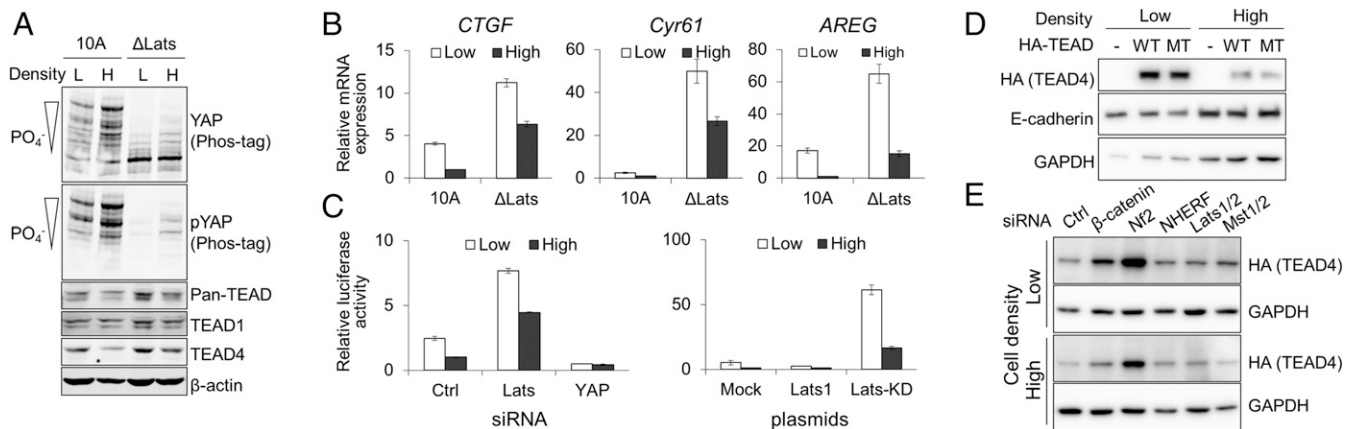 A
10A ΔLats
Density L H L H
PO₄⁻
YAP
(Phos-tag)
PO₄⁻
pYAP
(Phos-tag)
Pan-TEAD
TEAD1
TEAD4
β-actin
B
CTGF Cyr61 AREG
Relative mRNA
expression
15
10
5
0
Low High
10A ΔLats
60
40
20
0
Low High
10A ΔLats
80
60
40
20
0
Low High
10A ΔLats
C
Relative luciferase
activity
10
5
0
Low High
Ctrl Lats YAP
siRNA
100
50
0
Low High
Mock Lats1 Lats-KD
plasmids
D
Density Low High
HA-TEAD - WT MT - WT MT
HA (TEAD4)
E-cadherin
GAPDH
E
siRNA Ctrl β-catenin Nf2 NHERF Lats1/2 Mst1/2
Cell density
Low
HA (TEAD4)
GAPDH
High
HA (TEAD4)
GAPDH